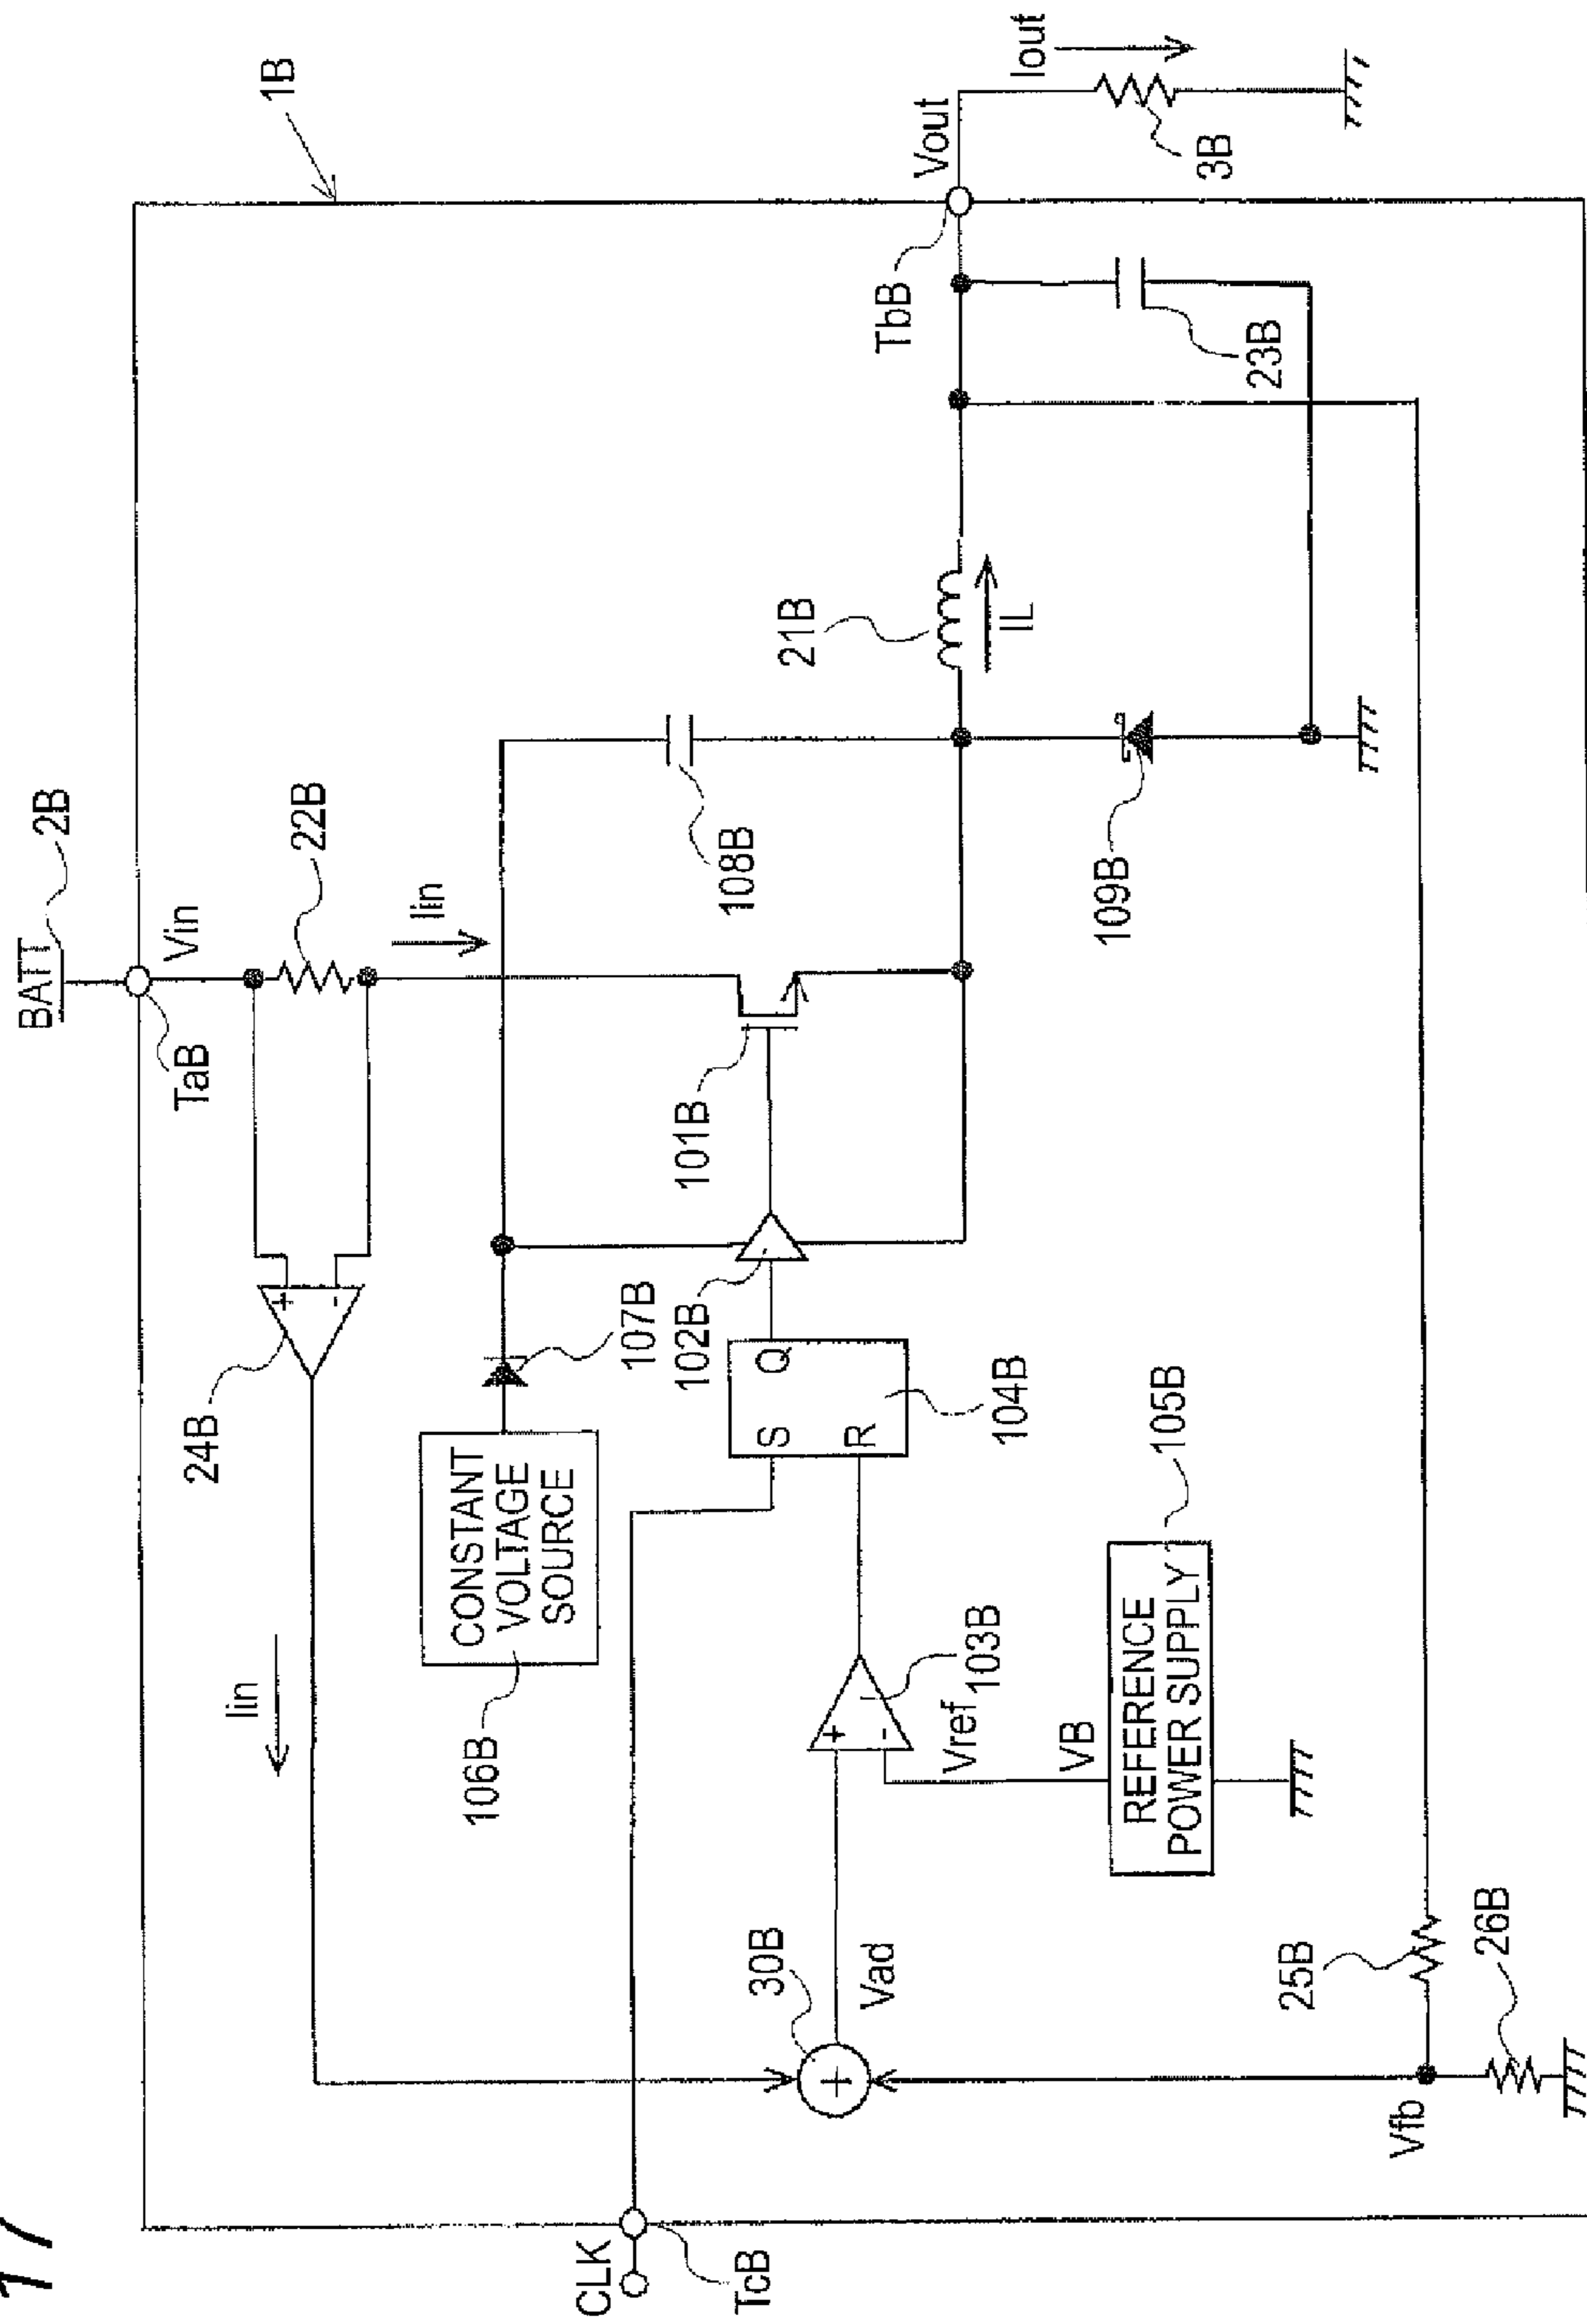 17
BATT
2B
1B
TaB
Vin
22B
Iin
24B
Iin
CONSTANT
VOLTAGE
SOURCE
106B
107B
102B
101B
108B
21B
IL
TbB
Vout
Iout
3B
23B
109B
CLK
TcB
S
Q
R
104B
30B
Vad
+
-
+
-
+
103B
Vref
VB
REFERENCE
POWER SUPPLY
105B
25B
26B
Vfb